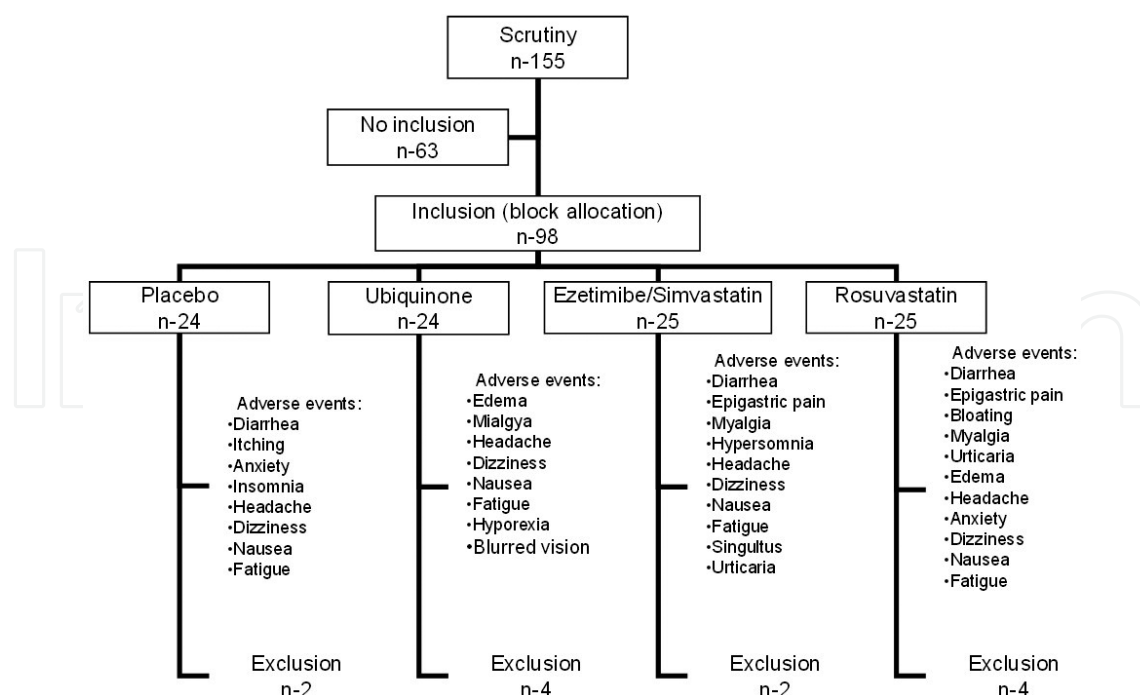 Scrutiny
n-155
No inclusion
n-63
Inclusion (block allocation)
n-98
Placebo
n-24
Ubiquinone
n-24
Ezetimibe/Simvastatin
n-25
Rosuvastatin
n-25
Adverse events:
•Diarrhea
•Itching
•Anxiety
•Insomnia
•Headache
•Dizziness
•Nausea
•Fatigue
Adverse events:
•Edema
•Mialgya
•Headache
•Dizziness
•Nausea
•Fatigue
•Hyporexia
•Blurred vision
Adverse events:
•Diarrhea
•Epigastric pain
•Myalgia
•Hypersomnia
•Headache
•Dizziness
•Nausea
•Fatigue
•Singultus
•Urticaria
Adverse events:
•Diarrhea
•Epigastric pain
•Bloating
•Myalgia
•Urticaria
•Edema
•Headache
•Anxiety
•Dizziness
•Nausea
•Fatigue
Exclusion
n-2
Exclusion
n-4
Exclusion
n-2
Exclusion
n-4